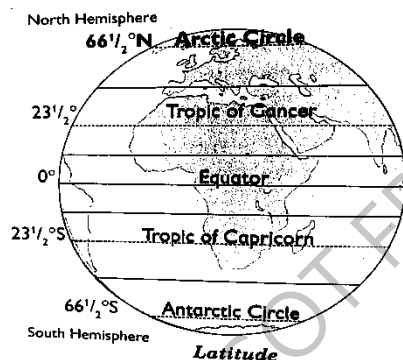 North Hemisphere
66¹/₂°N Arctic Circle
23¹/₂° Tropic of Cancer
0° Equator
23¹/₂°S Tropic of Capricorn
66¹/₂°S Antarctic Circle
South Hemisphere
Latitude